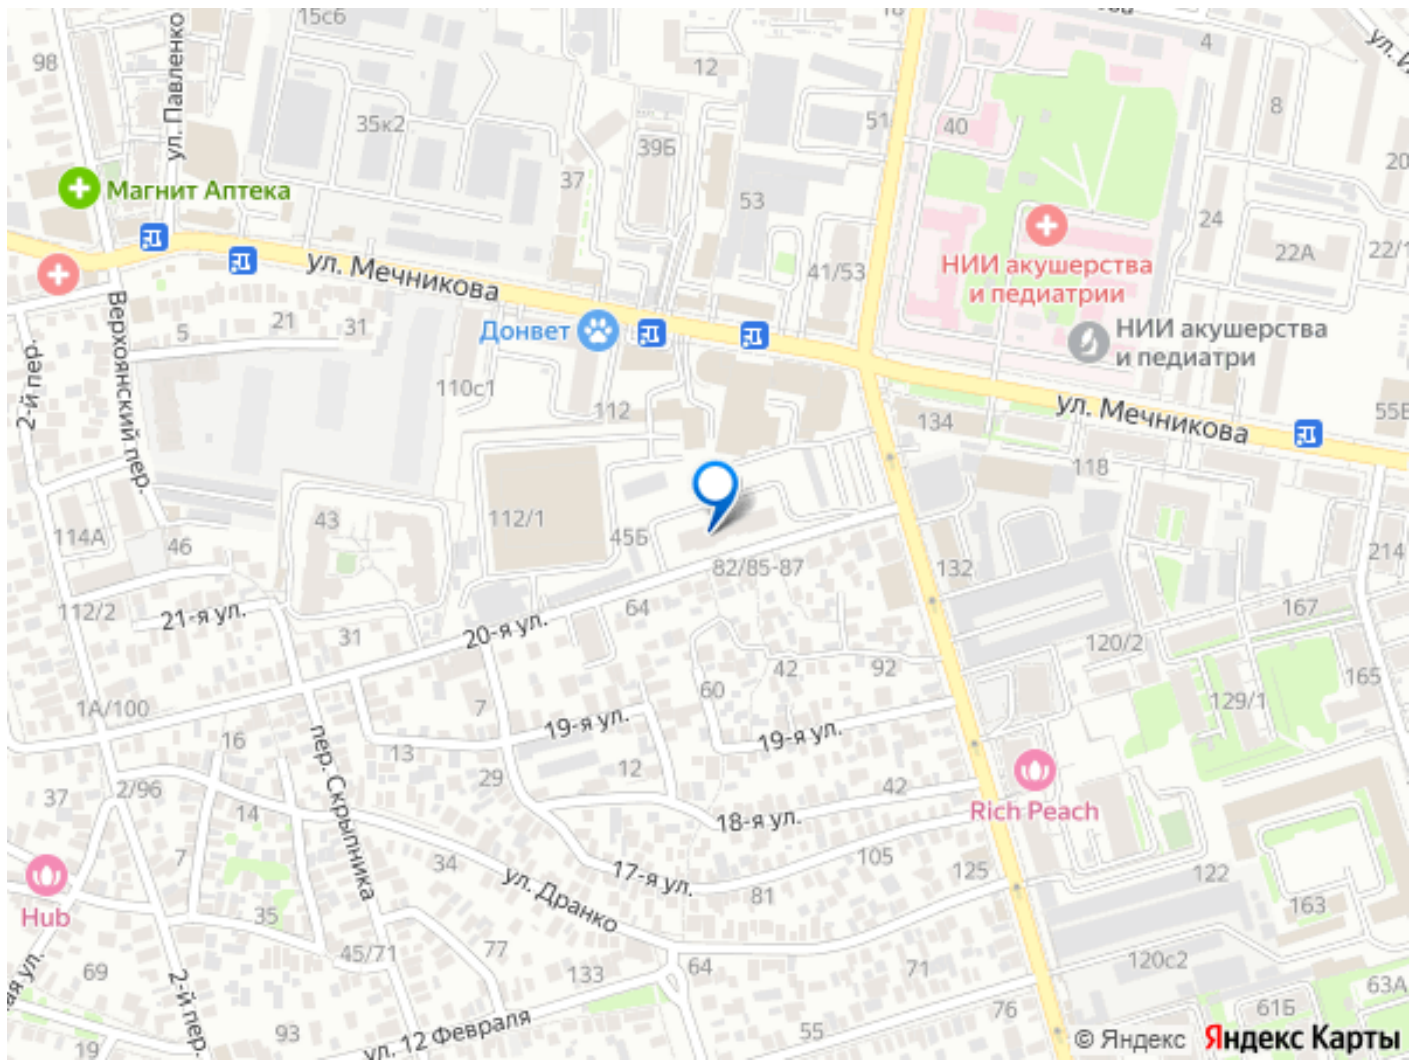 15с6
98
ул. Павленко
12
4
8
35к2
39Б
51
40
20
37
53
24
Магнит Аптека
22А
22/1
41/53
НИИ акушерства
и педиатрии
ул. Мечникова
Верхоянский пер.
5
21
31
Донвет
НИИ акушерства
и педиатри
2-й пер.
110с1
112
134
ул. Мечникова
118
114А
46
43
112/1
45Б
82/85-87
132
214
112/2
21-я ул.
31
20-я ул.
64
167
120/2
42
92
165
1А/100
7
60
129/1
16
пер. Скрыпника
13
19-я ул.
19-я ул.
29
12
42
37
2/96
14
18-я ул.
Rich Peach
7
34
ул. Дранко
17-я ул.
105
125
81
122
Hub
35
163
45/71
77
133
64
71
120с2
69
2-й пер.
63А
76
61Б
93
55
19
ул. 12 Февраля
© Яндекс Яндекс Карты